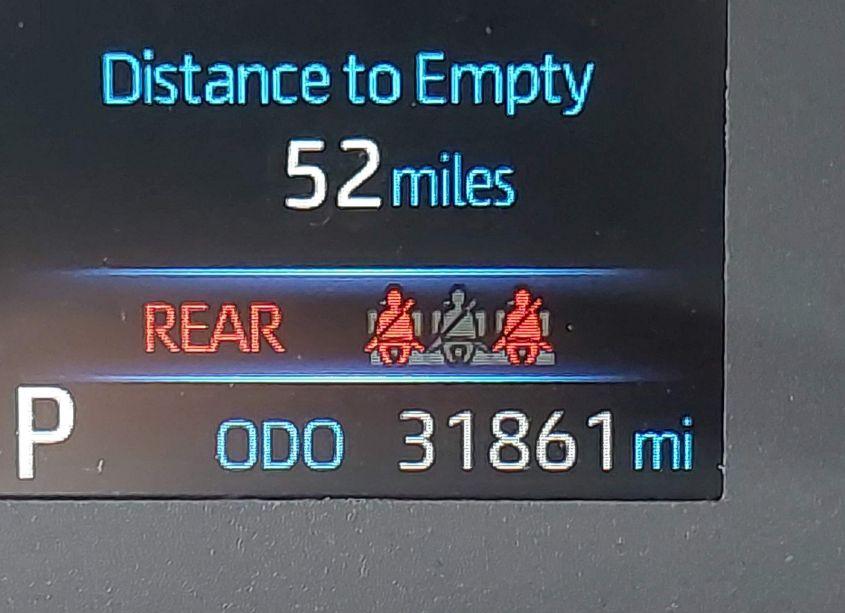 Distance to Empty
52 miles
REAR
P ODO 31861 mi